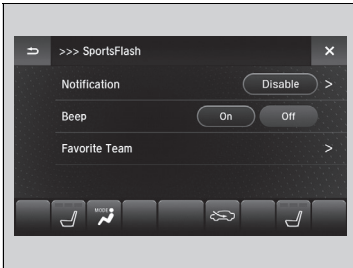 >>> SportsFlash
Notification Disable >
Beep On Off
Favorite Team >
MODE